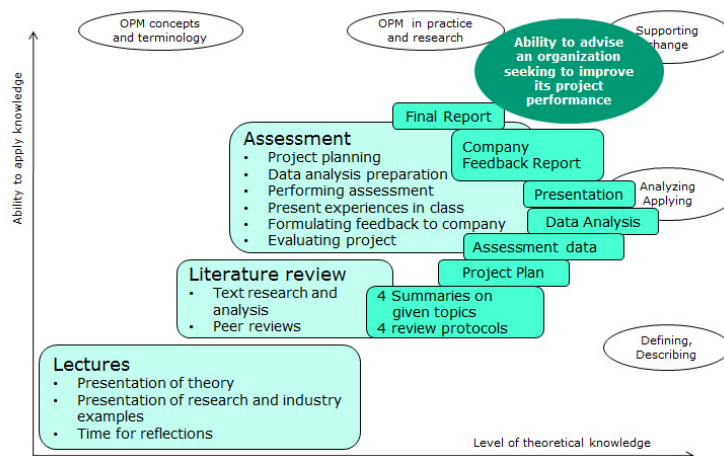 OPM concepts
and terminology
OPM in practice
and research
Supporting
change
Ability to advise
an organization
seeking to improve
its project
performance
Ability to apply knowledge
Final Report
Assessment
• Project planning
• Data analysis preparation
• Performing assessment
• Present experiences in class
• Formulating feedback to company
• Evaluating project
Company
Feedback Report
Presentation
Analyzing
Applying
Data Analysis
Assessment data
Project Plan
Literature review
• Text research and
analysis
• Peer reviews
4 Summaries on
given topics
4 review protocols
Defining,
Describing
Lectures
• Presentation of theory
• Presentation of research and industry
examples
• Time for reflections
Level of theoretical knowledge